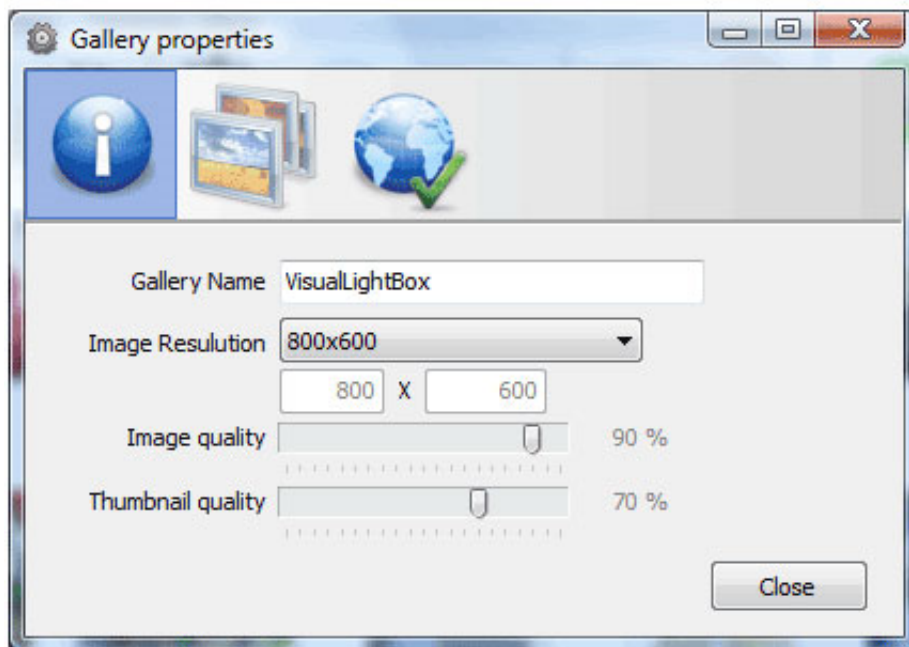 Gallery properties
Gallery Name VisualLightBox
Image Resulution 800x600
800 X 600
Image quality 90 %
Thumbnail quality 70 %
Close